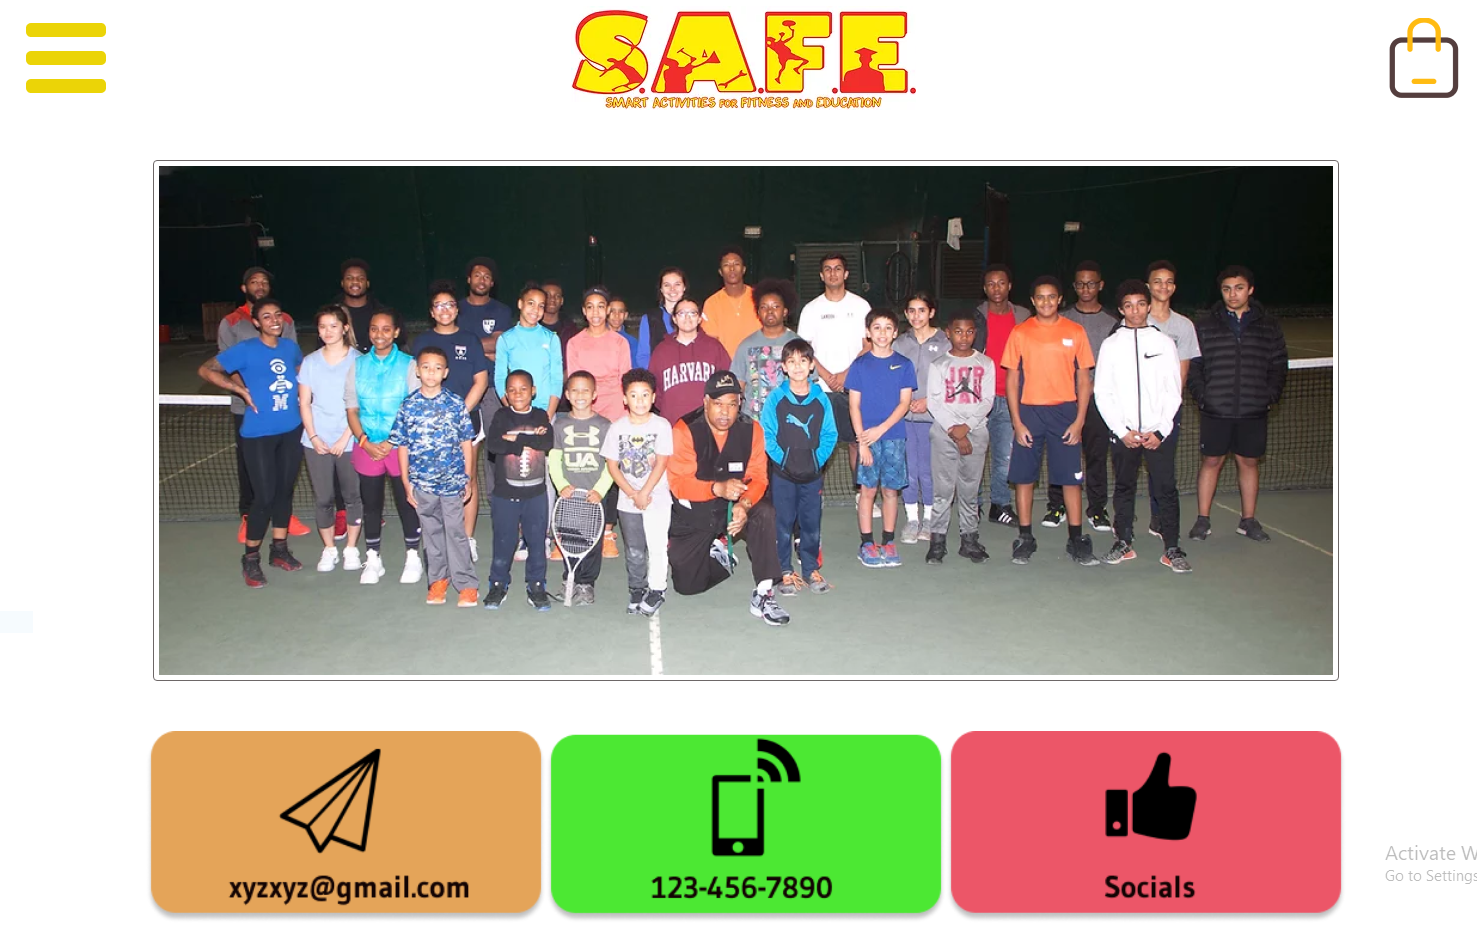 S.A.F.E.
SMART ACTIVITIES FOR FITNESS AND EDUCATION
HARVARD
UA
M
xyzxyz@gmail.com
123-456-7890
Socials
Activate W
Go to Settings